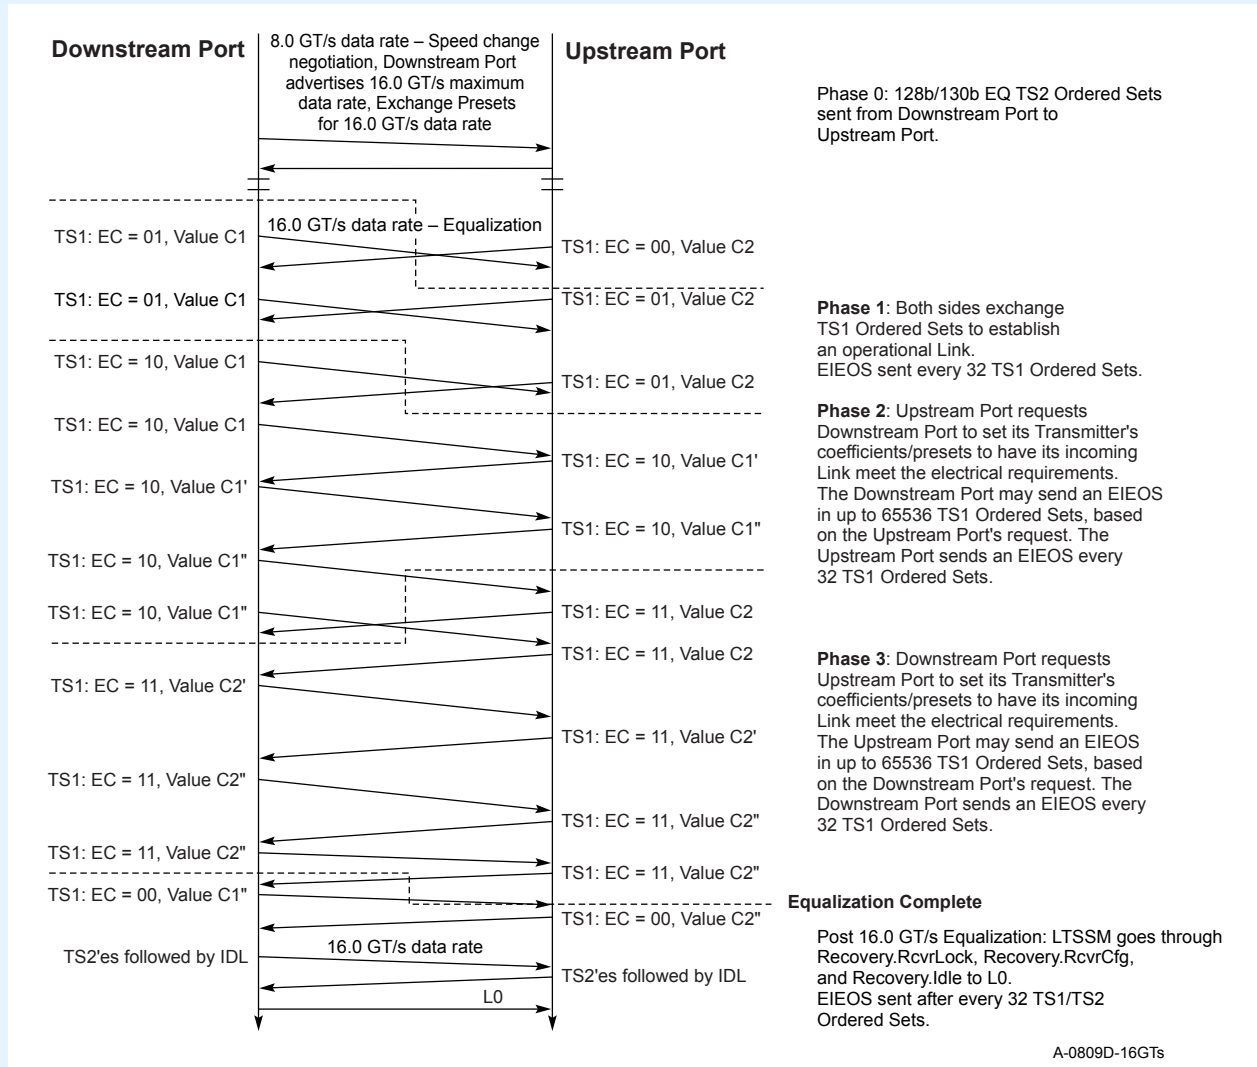 Downstream Port
8.0 GT/s data rate – Speed change
negotiation, Downstream Port
advertises 16.0 GT/s maximum
data rate, Exchange Presets
for 16.0 GT/s data rate
Upstream Port
Phase 0: 128b/130b EQ TS2 Ordered Sets
sent from Downstream Port to
Upstream Port.
16.0 GT/s data rate – Equalization
TS1: EC = 01, Value C1
TS1: EC = 00, Value C2
TS1: EC = 01, Value C1
TS1: EC = 01, Value C2
Phase 1: Both sides exchange
TS1 Ordered Sets to establish
an operational Link.
EIEOS sent every 32 TS1 Ordered Sets.
TS1: EC = 10, Value C1
TS1: EC = 01, Value C2
TS1: EC = 10, Value C1
TS1: EC = 10, Value C1'
Phase 2: Upstream Port requests
Downstream Port to set its Transmitter's
coefficients/presets to have its incoming
Link meet the electrical requirements.
The Downstream Port may send an EIEOS
in up to 65536 TS1 Ordered Sets, based
on the Upstream Port's request. The
Upstream Port sends an EIEOS every
32 TS1 Ordered Sets.
TS1: EC = 10, Value C1'
TS1: EC = 10, Value C1"
TS1: EC = 10, Value C1"
TS1: EC = 10, Value C1"
TS1: EC = 11, Value C2
TS1: EC = 11, Value C2
Phase 3: Downstream Port requests
Upstream Port to set its Transmitter's
coefficients/presets to have its incoming
Link meet the electrical requirements.
The Upstream Port may send an EIEOS
in up to 65536 TS1 Ordered Sets, based
on the Downstream Port's request. The
Downstream Port sends an EIEOS every
32 TS1 Ordered Sets.
TS1: EC = 11, Value C2'
TS1: EC = 11, Value C2'
TS1: EC = 11, Value C2"
TS1: EC = 11, Value C2"
TS1: EC = 11, Value C2"
TS1: EC = 11, Value C2"
TS1: EC = 00, Value C1"
TS1: EC = 00, Value C2"
Equalization Complete
Post 16.0 GT/s Equalization: LTSSM goes through
Recovery.RcvrLock, Recovery.RcvrCfg,
and Recovery.Idle to L0.
EIEOS sent after every 32 TS1/TS2
Ordered Sets.
16.0 GT/s data rate
TS2'es followed by IDL
TS2'es followed by IDL
L0
A-0809D-16GTs